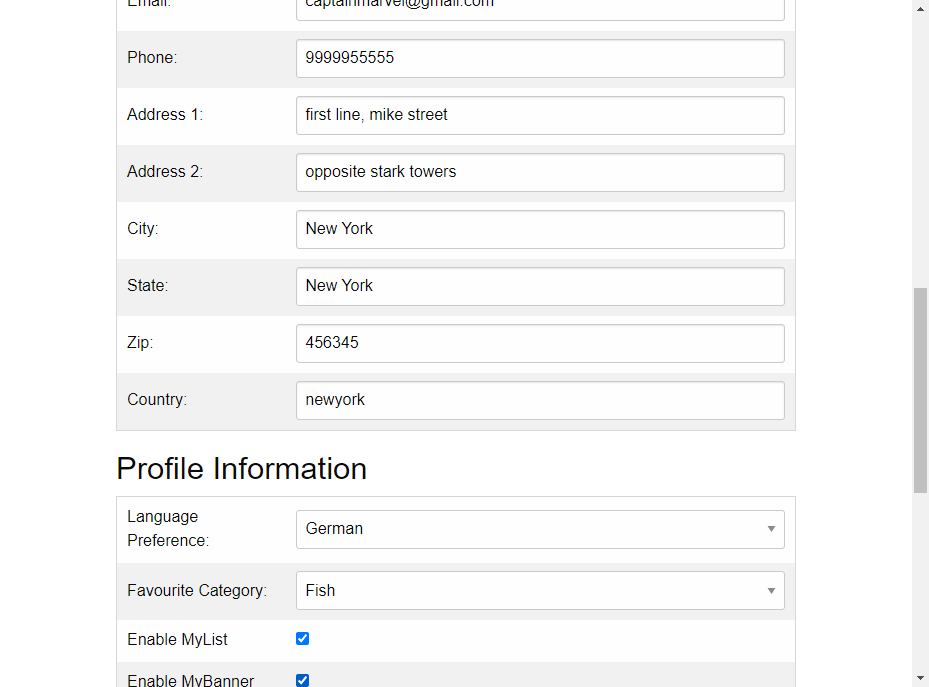 Email: captainmarvel@gmail.com
Phone: 9999955555
Address 1: first line, mike street
Address 2: opposite stark towers
City: New York
State: New York
Zip: 456345
Country: newyork
Profile Information
Language
Preference: German
Favourite Category: Fish
Enable MyList
Enable MyBanner